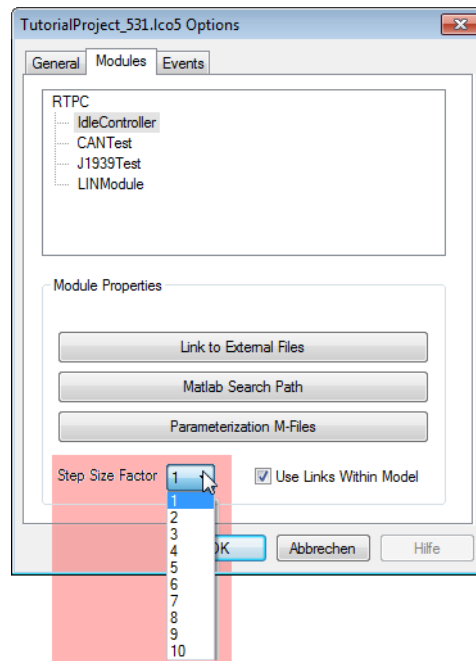 TutorialProject_531.lco5 Options
General Modules Events
RTPC
IdleController
CANTest
J1939Test
LINModule
Module Properties
Link to External Files
Matlab Search Path
Parameterization M-Files
Step Size Factor 1 Use Links Within Model
1
2
3
4
5
6
7
8
9
10
Abbrechen Hilfe